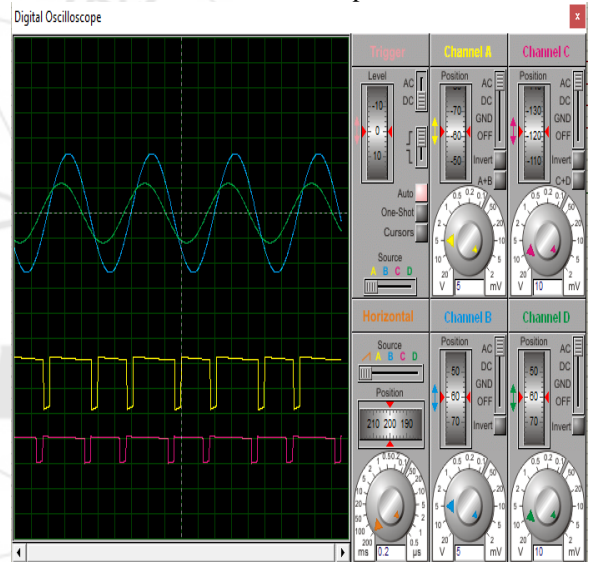 Digital Oscilloscope
x
Trigger
Level
AC
DC
-10
0
10
Auto
One-Shot
Cursors
Source
A B C D
Channel A
Position
AC
DC
GND
OFF
Invert
A+B
-70
-60
-50
V
5
mV
Channel C
Position
AC
DC
GND
OFF
Invert
C+D
-130
-120
-110
V
10
mV
Horizontal
Source
A B C D
Position
210 200 190
ms
0.2
µs
Channel B
Position
AC
DC
GND
OFF
Invert
50
60
70
V
5
mV
Channel D
Position
AC
DC
GND
OFF
Invert
50
60
70
V
10
mV